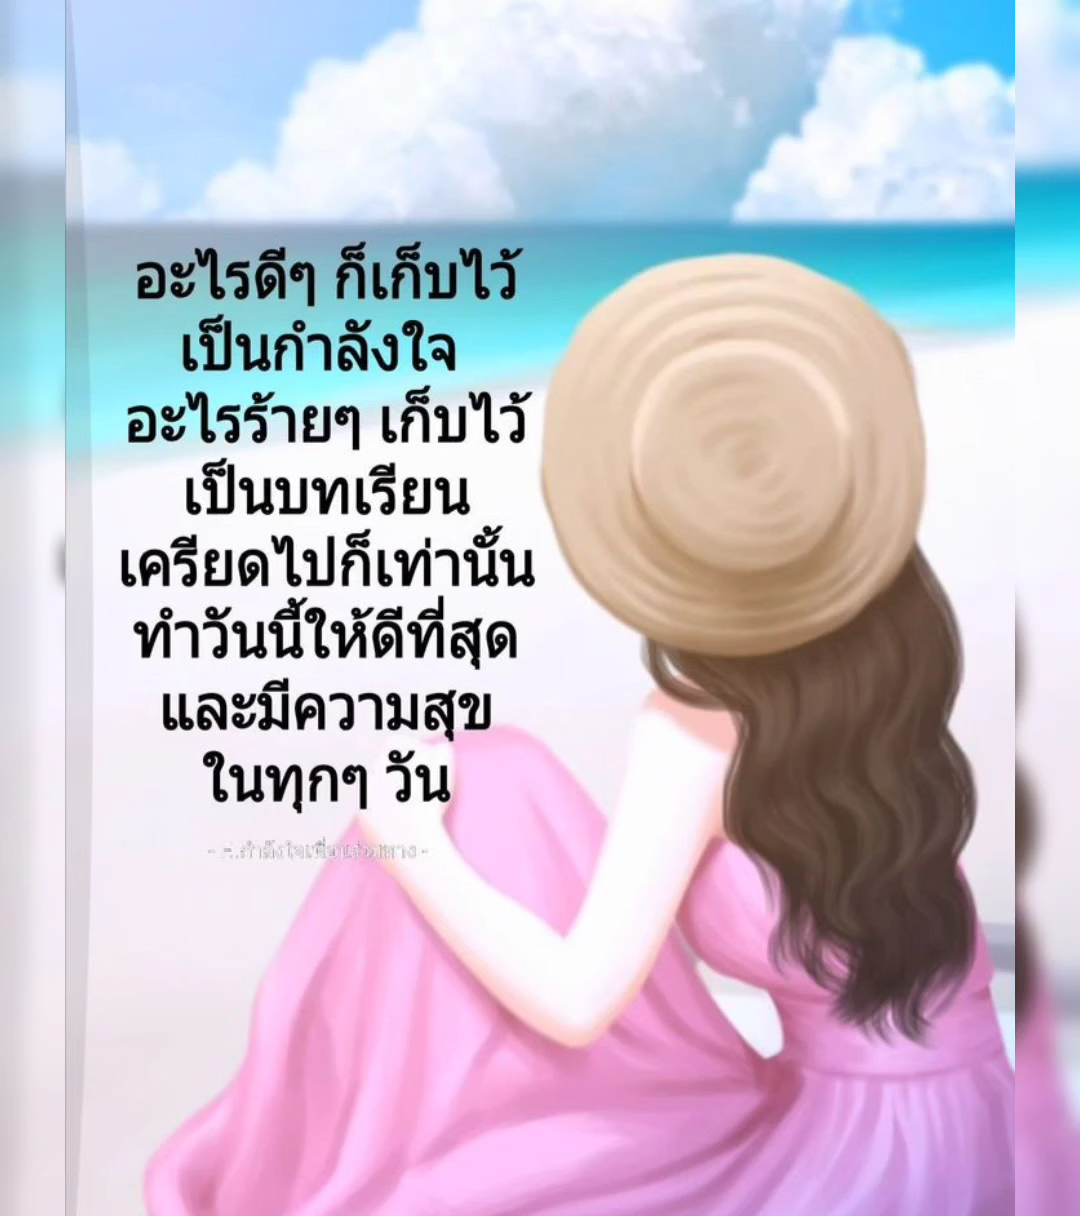 อะไรดีๆ ก็เก็บไว้
เป็นกำลังใจ
อะไรร้ายๆ เก็บไว้
เป็นบทเรียน
เครียดไปก็เท่านั้น
ทำวันนี้ให้ดีที่สุด
และมีความสุข
ในทุกๆ วัน